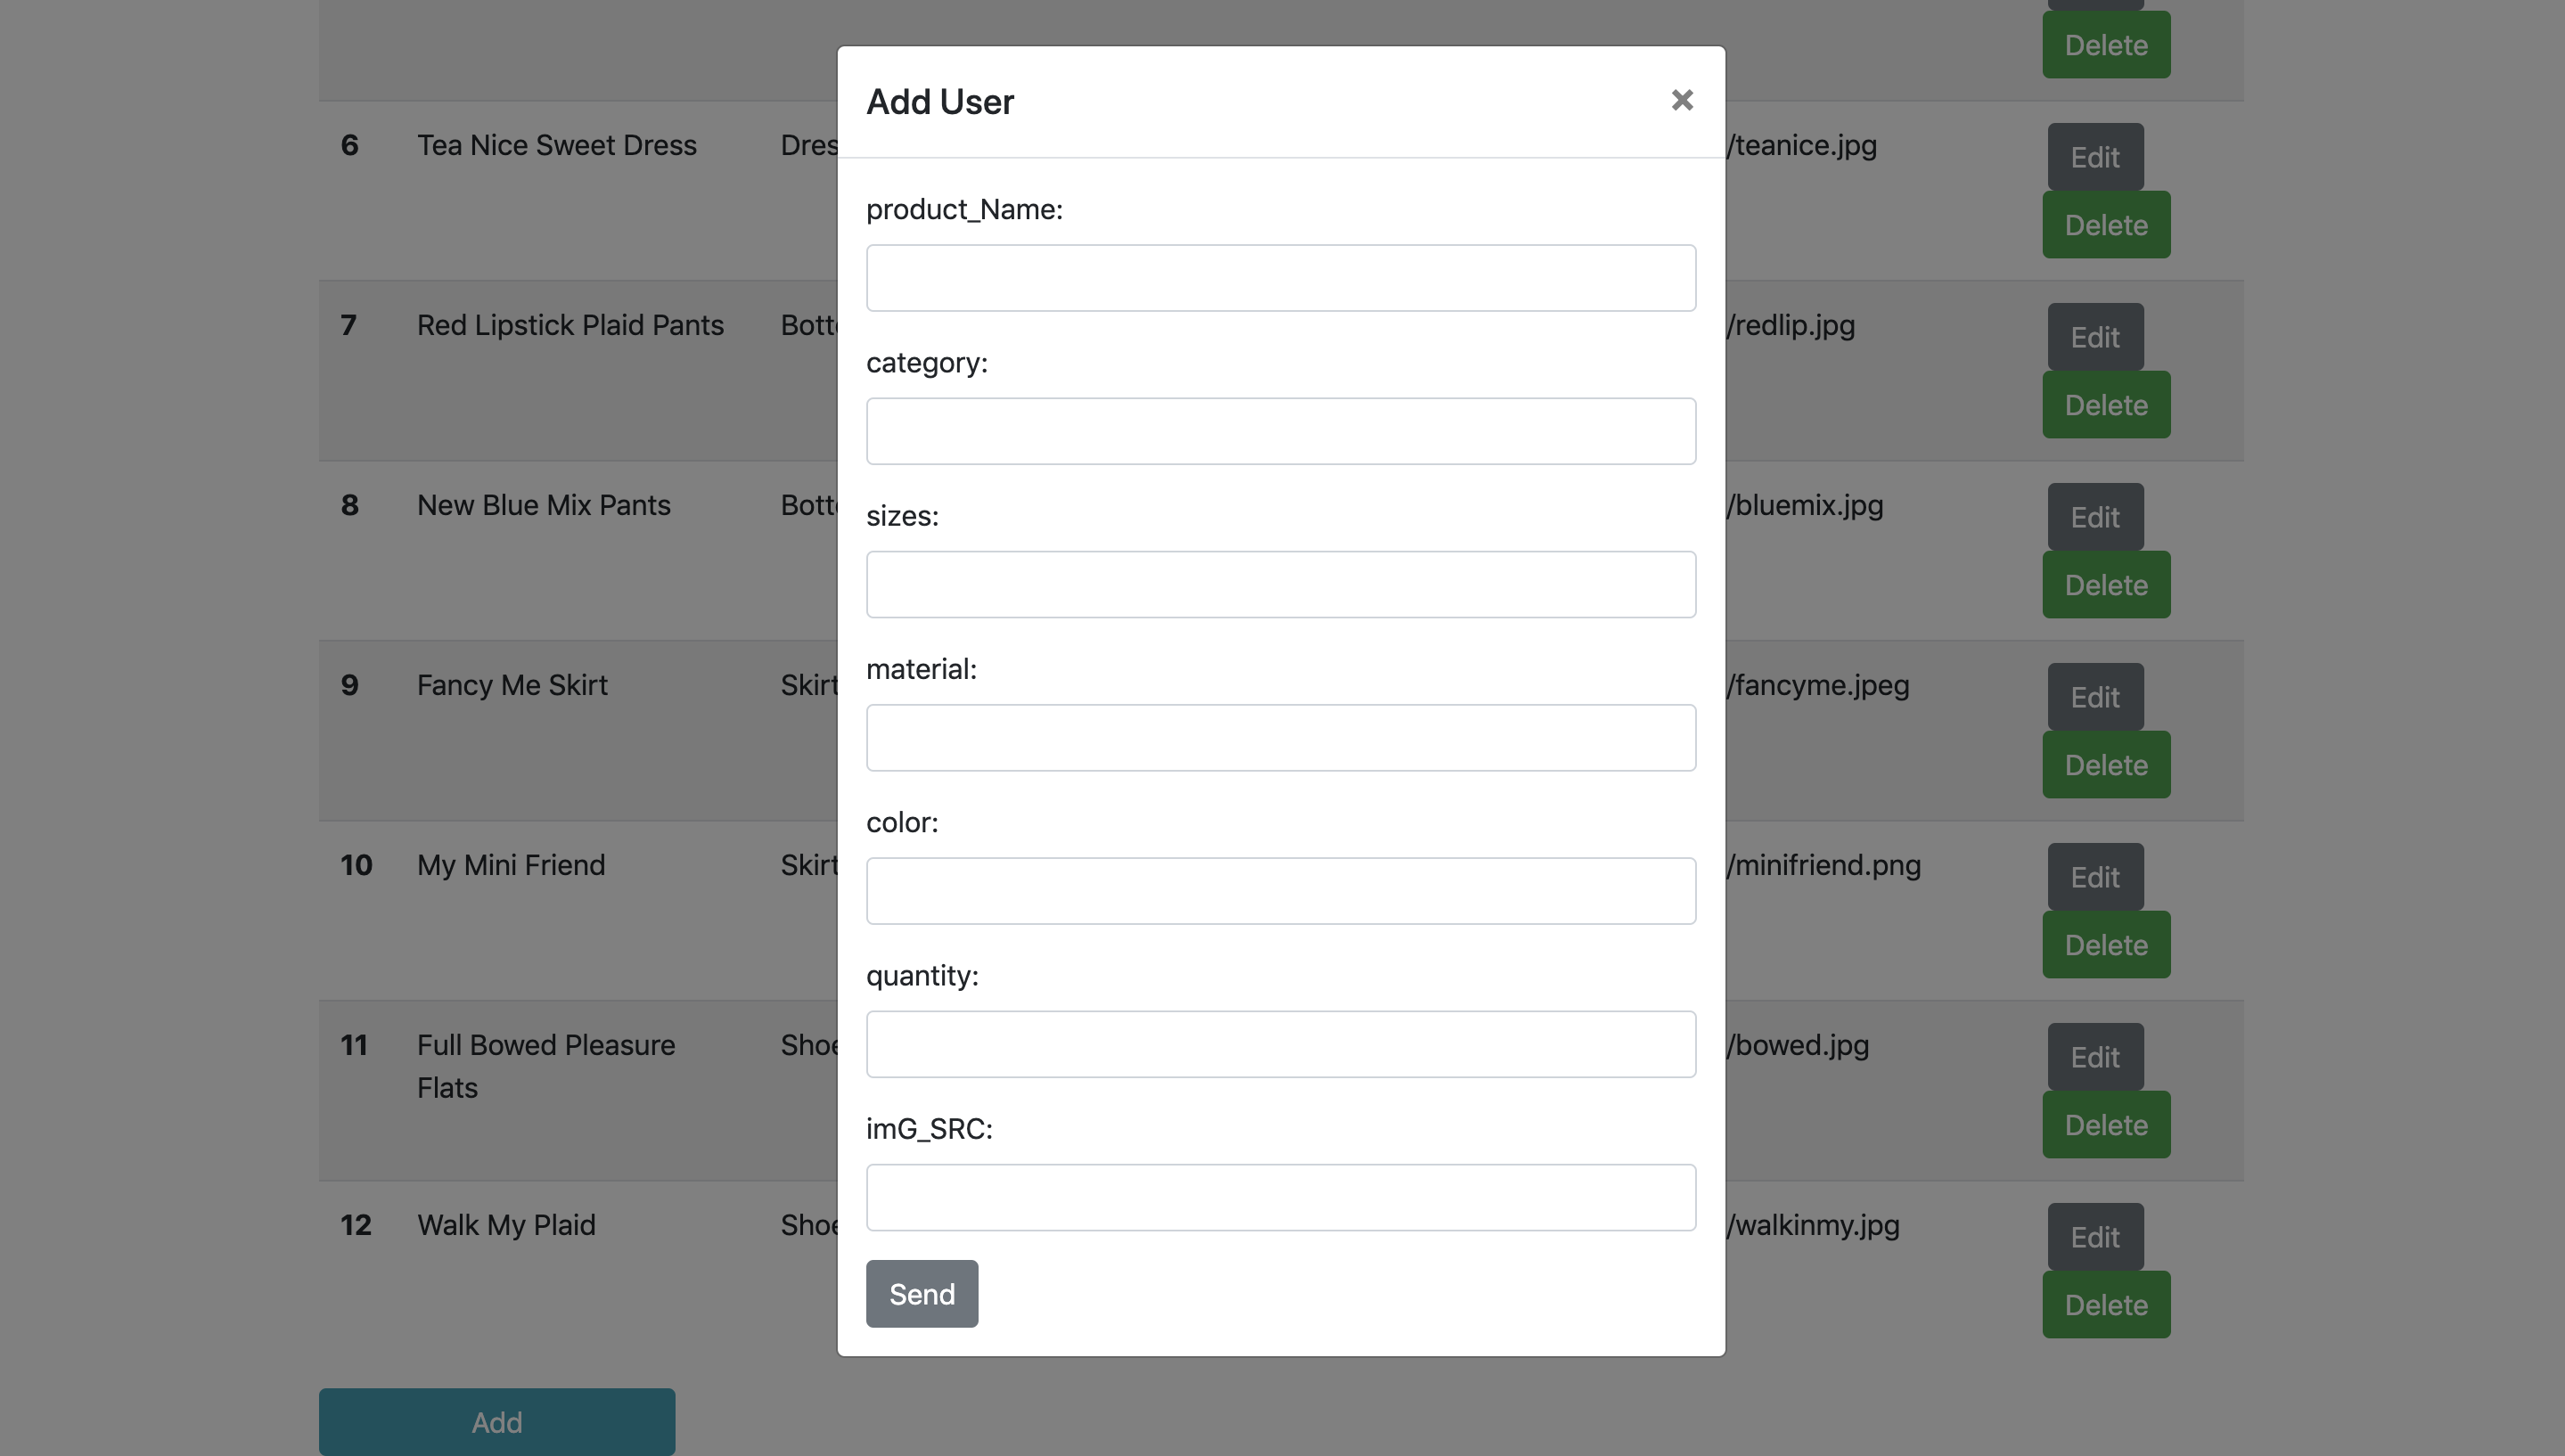 Delete
Add User ×
product_Name:
category:
sizes:
material:
color:
quantity:
imG_SRC:
Send
6 Tea Nice Sweet Dress Dres /teanice.jpg Edit
Delete
7 Red Lipstick Plaid Pants Bott /redlip.jpg Edit
Delete
8 New Blue Mix Pants Bott /bluemix.jpg Edit
Delete
9 Fancy Me Skirt Skirt /fancyme.jpeg Edit
Delete
10 My Mini Friend Skirt /minifriend.png Edit
Delete
11 Full Bowed Pleasure Shoe /bowed.jpg Edit
Flats
Delete
12 Walk My Plaid Shoe /walkinmy.jpg Edit
Delete
Add